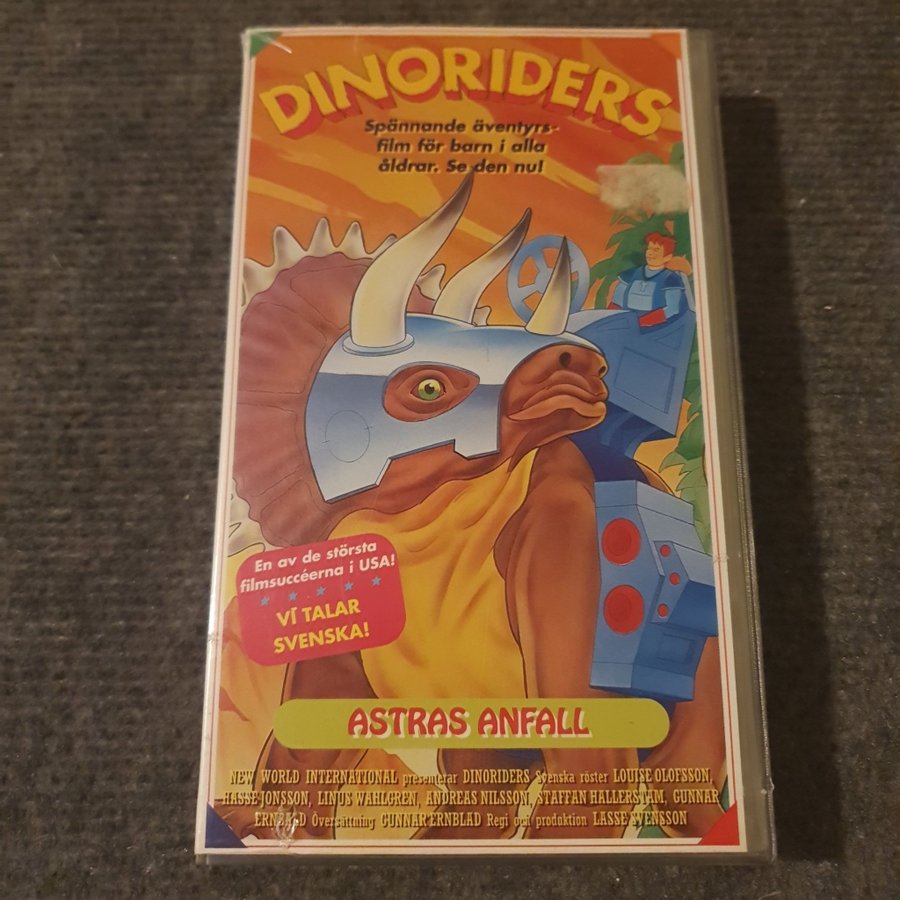 DINORIDERS
Spännande äventyrs-
film för barn i alla
åldrar. Se den nu!
En av de största
filmsuccéerna i USA!
VI TALAR
SVENSKA!
ASTRAS ANFALL
NEW WORLD INTERNATIONAL presenterar DINORIDERS Svenska röster LOUISE OLOFSSON,
HASSE JONSSON, LINUS WAHLGREN, ANDREAS NILSSON, STAFFAN HALLERSTAM, GUNNAR
ERNBLAD Översättning GUNNAR ERNBLAD Regi och produktion LASSE SVENSSON